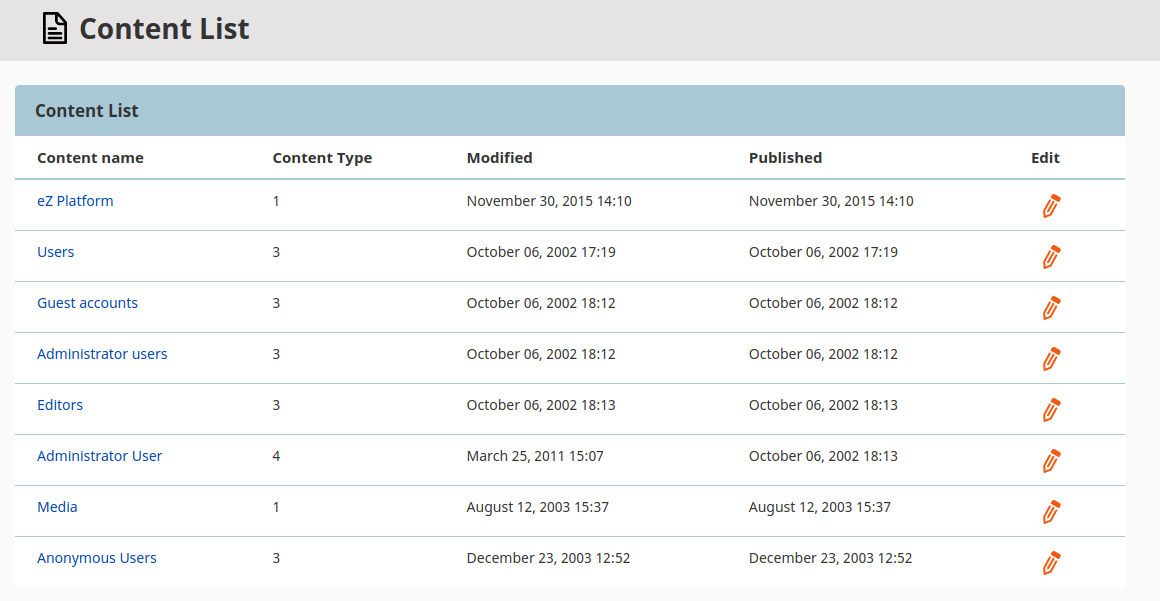 Content List
Content List
Content name Content Type Modified Published Edit
eZ Platform 1 November 30, 2015 14:10 November 30, 2015 14:10
Users 3 October 06, 2002 17:19 October 06, 2002 17:19
Guest accounts 3 October 06, 2002 18:12 October 06, 2002 18:12
Administrator users 3 October 06, 2002 18:12 October 06, 2002 18:12
Editors 3 October 06, 2002 18:13 October 06, 2002 18:13
Administrator User 4 March 25, 2011 15:07 October 06, 2002 18:13
Media 1 August 12, 2003 15:37 August 12, 2003 15:37
Anonymous Users 3 December 23, 2003 12:52 December 23, 2003 12:52